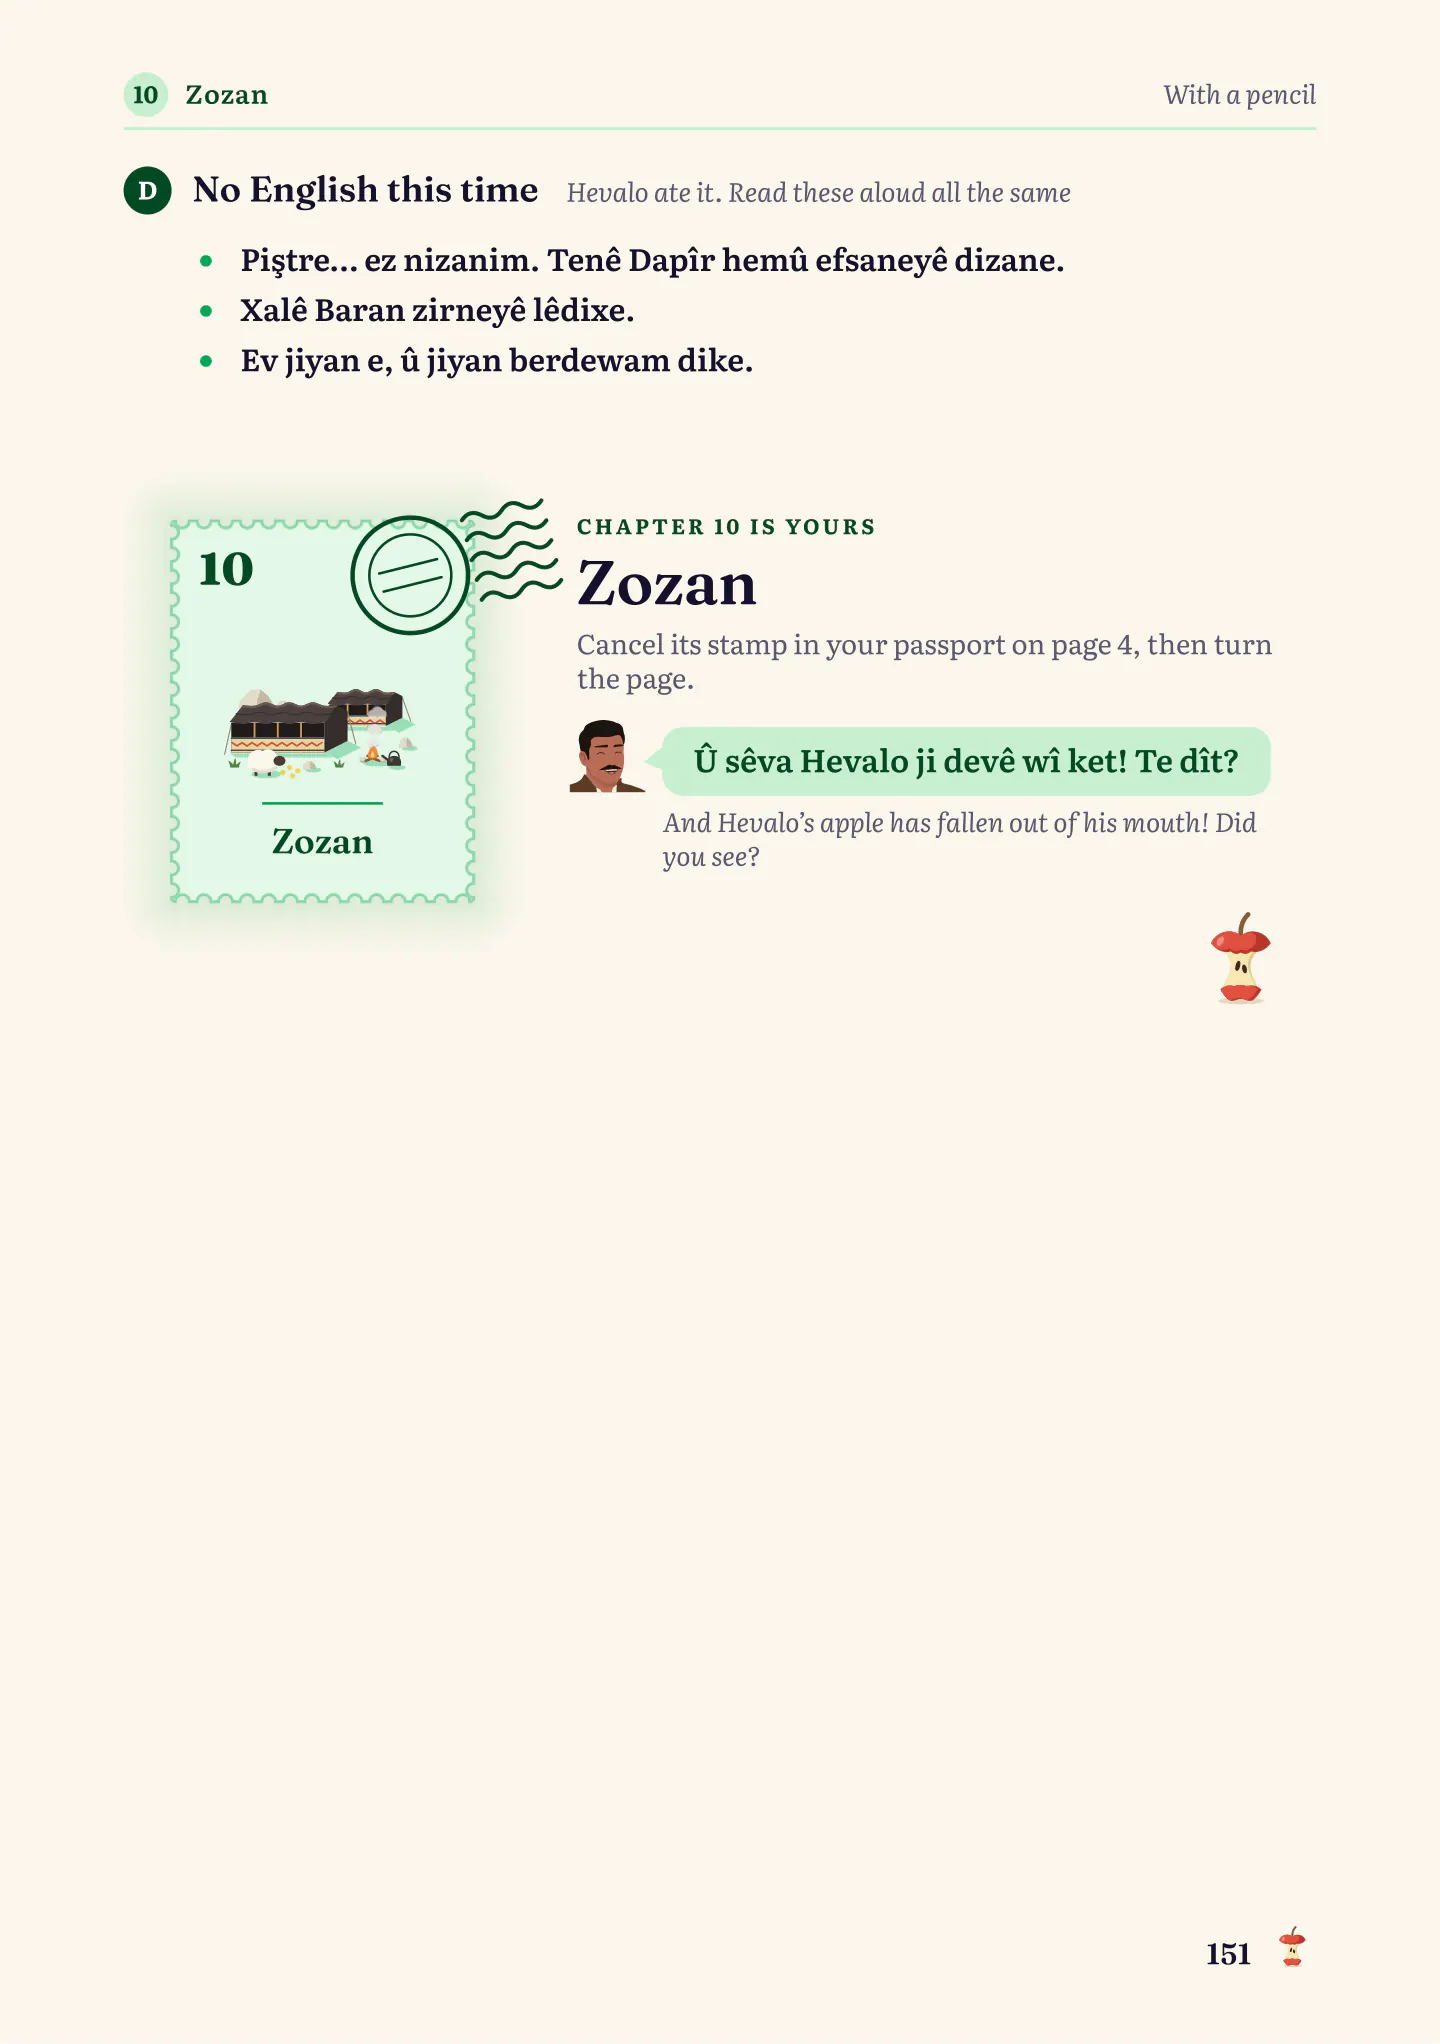 10 Zozan
With a pencil
D No English this time Hevalo ate it. Read these aloud all the same
Piştre... ez nizanim. Tenê Dapîr hemû efsaneyê dizane.
Xalê Baran zirneyê lêdixe.
Ev jiyan e, û jiyan berdewam dike.
10
Zozan
CHAPTER 10 IS YOURS
Zozan
Cancel its stamp in your passport on page 4, then turn
the page.
Û sêva Hevalo ji devê wî ket! Te dît?
And Hevalo’s apple has fallen out of his mouth! Did
you see?
151